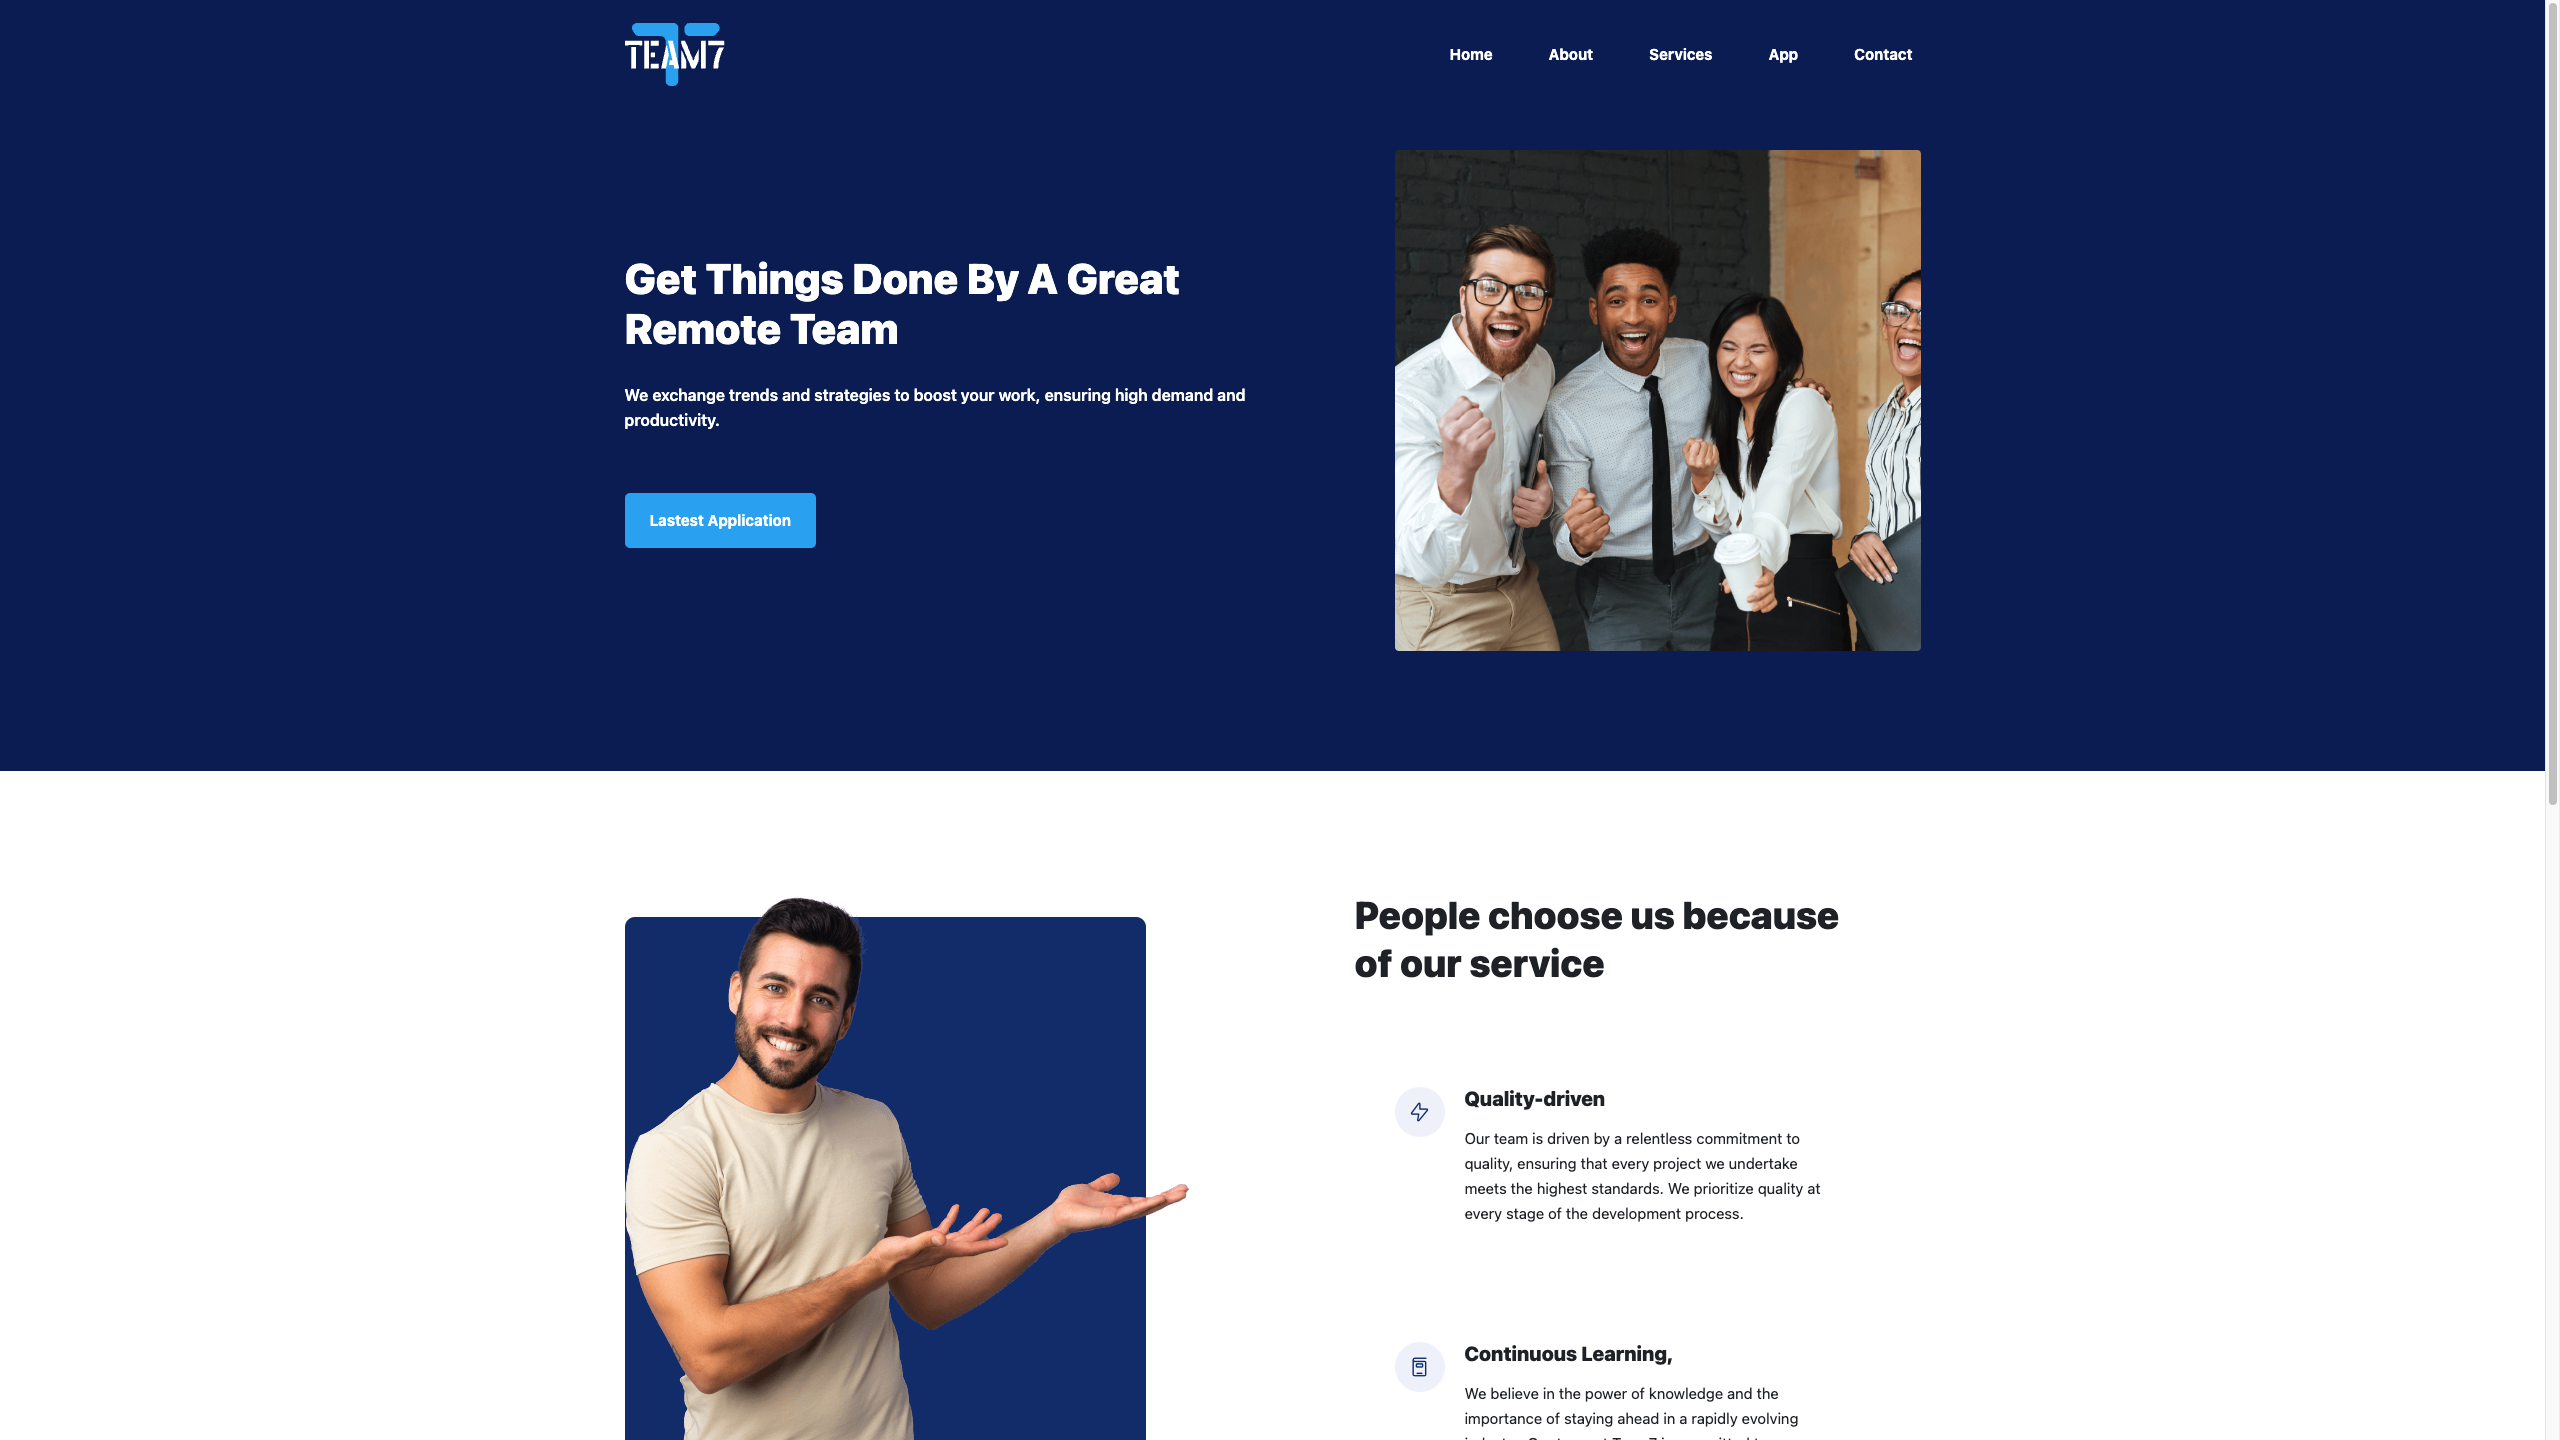 TEAM7
Home About Services App Contact
Get Things Done By A Great
Remote Team
We exchange trends and strategies to boost your work, ensuring high demand and
productivity.
Lastest Application
People choose us because
of our service
Quality-driven
Our team is driven by a relentless commitment to
quality, ensuring that every project we undertake
meets the highest standards. We prioritize quality at
every stage of the development process.
Continuous Learning,
We believe in the power of knowledge and the
importance of staying ahead in a rapidly evolving